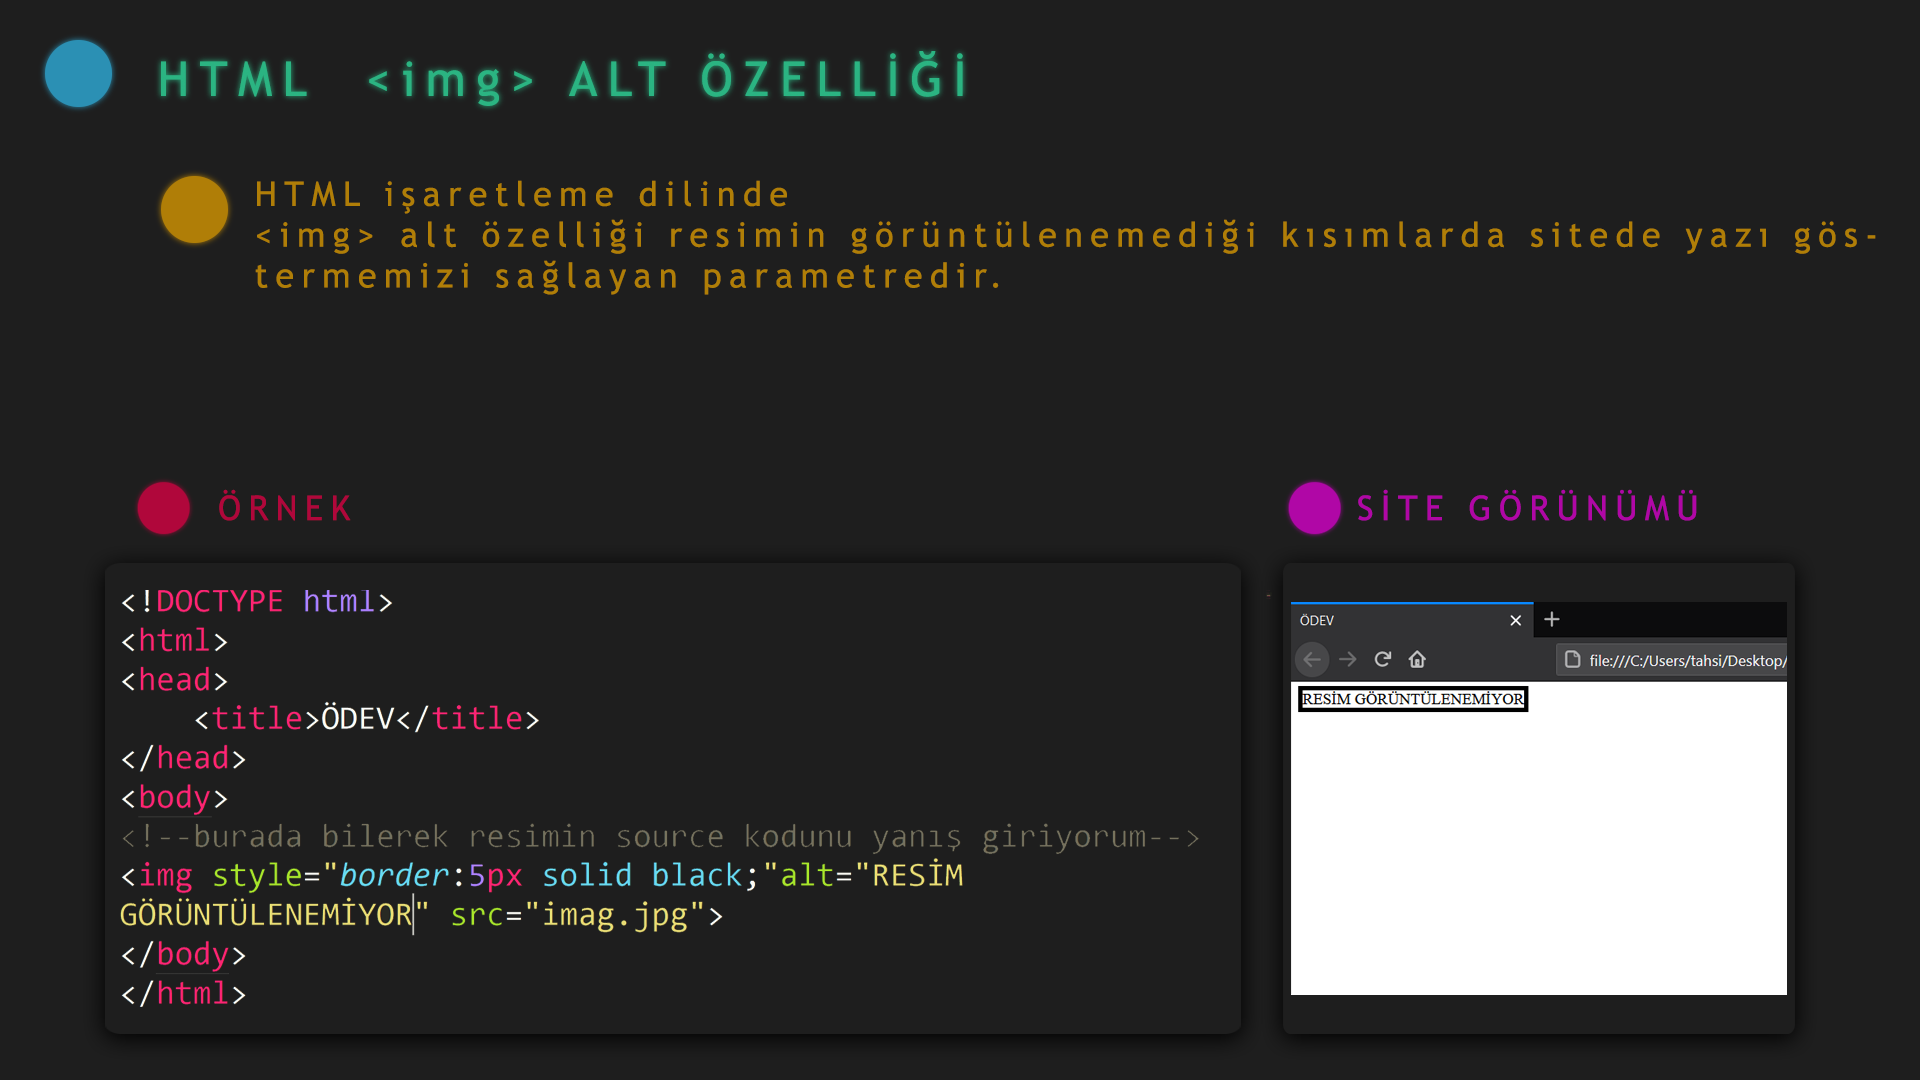 HTML <img> ALT ÖZELLİĞİ
HTML işaretleme dilinde
<img> alt özelliği resimin görüntülenemediği kısımlarda sitede yazı gös-
termemizi sağlayan parametredir.
ÖRNEK
<!DOCTYPE html>
<html>
<head>
    <title>ÖDEV</title>
</head>
<body>
<!--burada bilerek resimin source kodunu yanış giriyorum-->
<img style="border:5px solid black;"alt="RESİM
GÖRÜNTÜLENEMİYOR" src="imag.jpg">
</body>
</html>
SİTE GÖRÜNÜMÜ
ÖDEV
file:///C:/Users/tahsi/Desktop/
RESİM GÖRÜNTÜLENEMİYOR